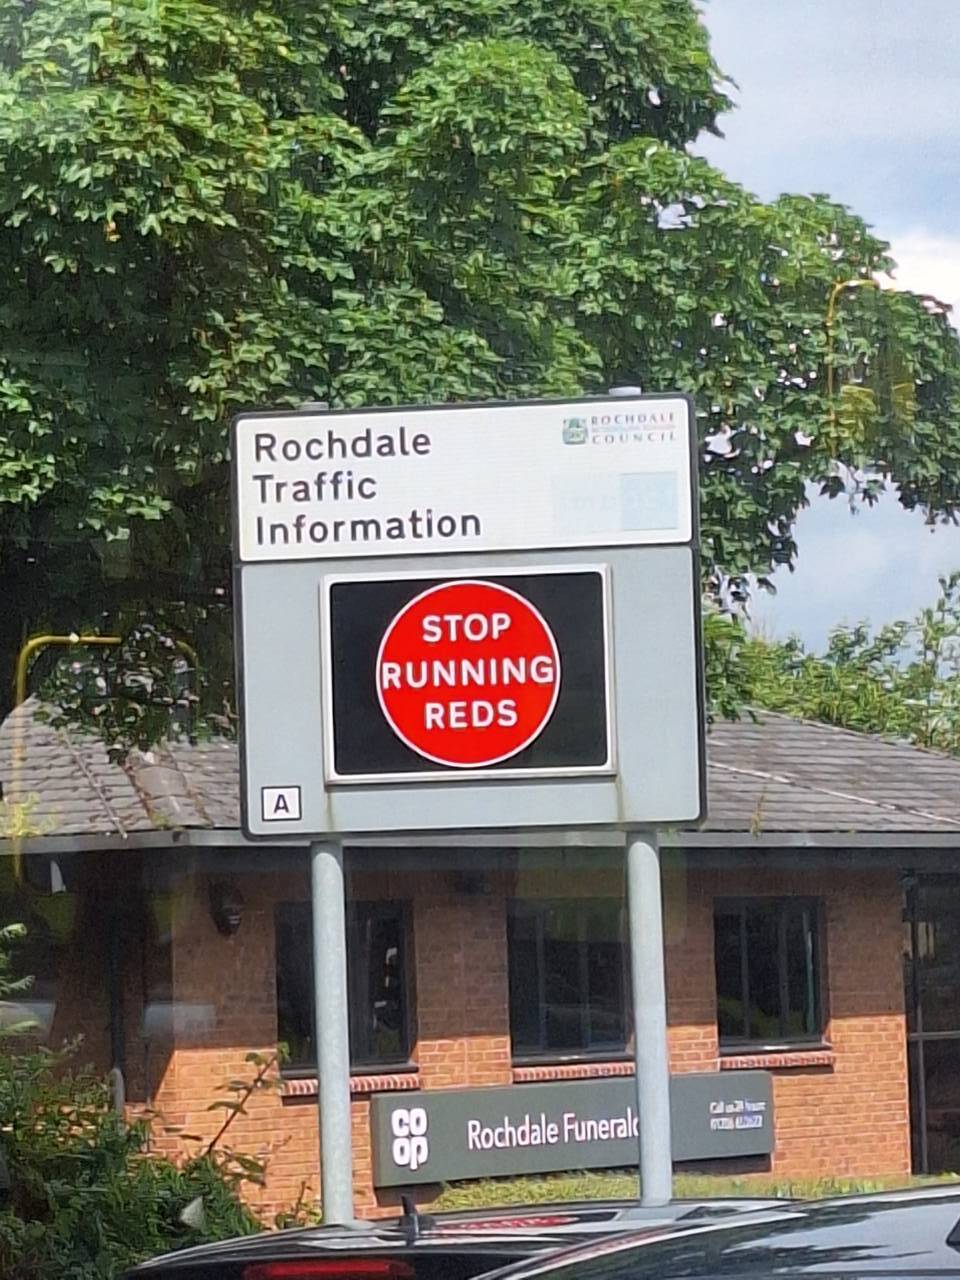 Rochdale
Traffic
Information
ROCHDALE
COUNCIL
STOP
RUNNING
REDS
A
CO
OP
Rochdale Funeralc